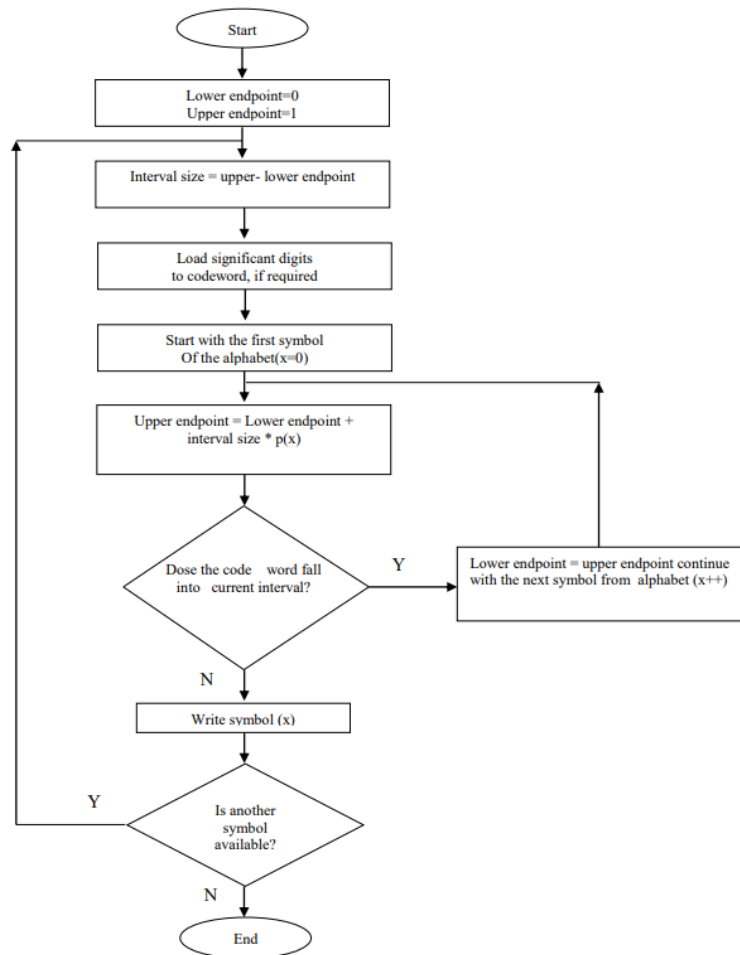 Start
Lower endpoint=0
Upper endpoint=1
Interval size = upper- lower endpoint
Load significant digits
to codeword, if required
Start with the first symbol
Of the alphabet(x=0)
Upper endpoint = Lower endpoint +
interval size * p(x)
Dose the code word fall
into current interval?
Y
Lower endpoint = upper endpoint continue
with the next symbol from alphabet (x++)
N
Write symbol (x)
Y
Is another
symbol
available?
N
End